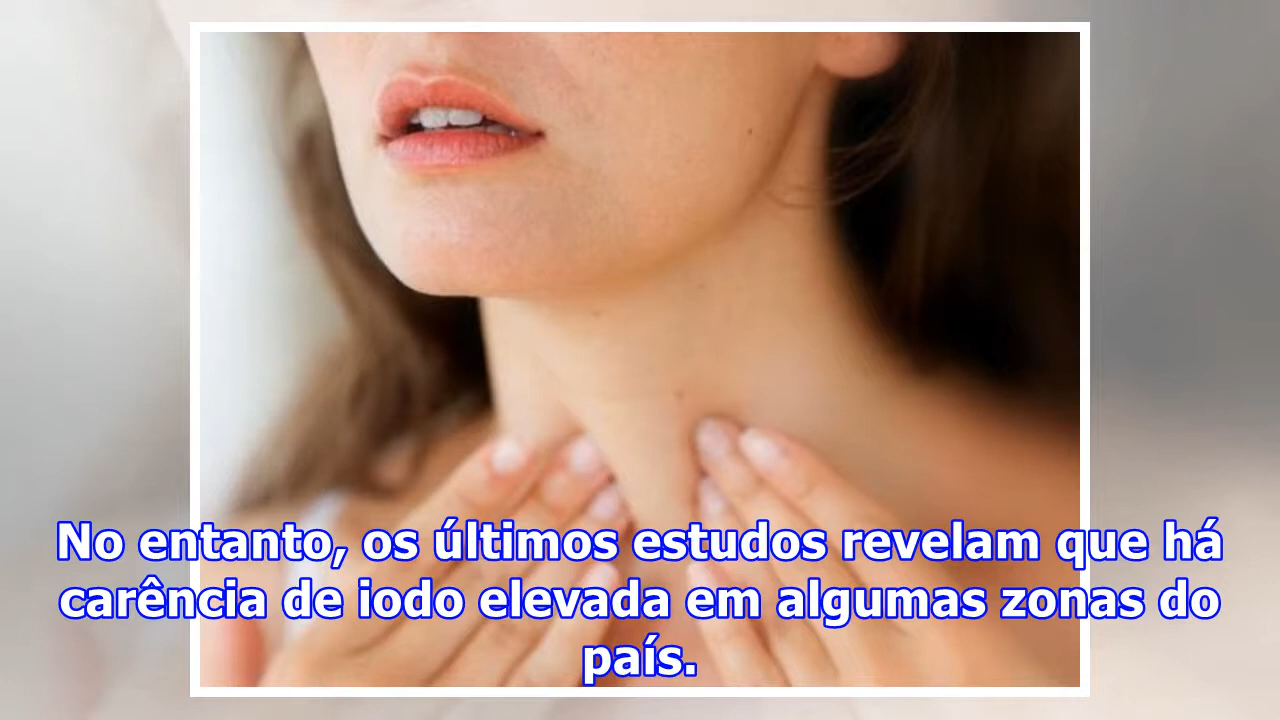 No entanto, os últimos estudos revelam que há
carência de iodo elevada em algumas zonas do
país.